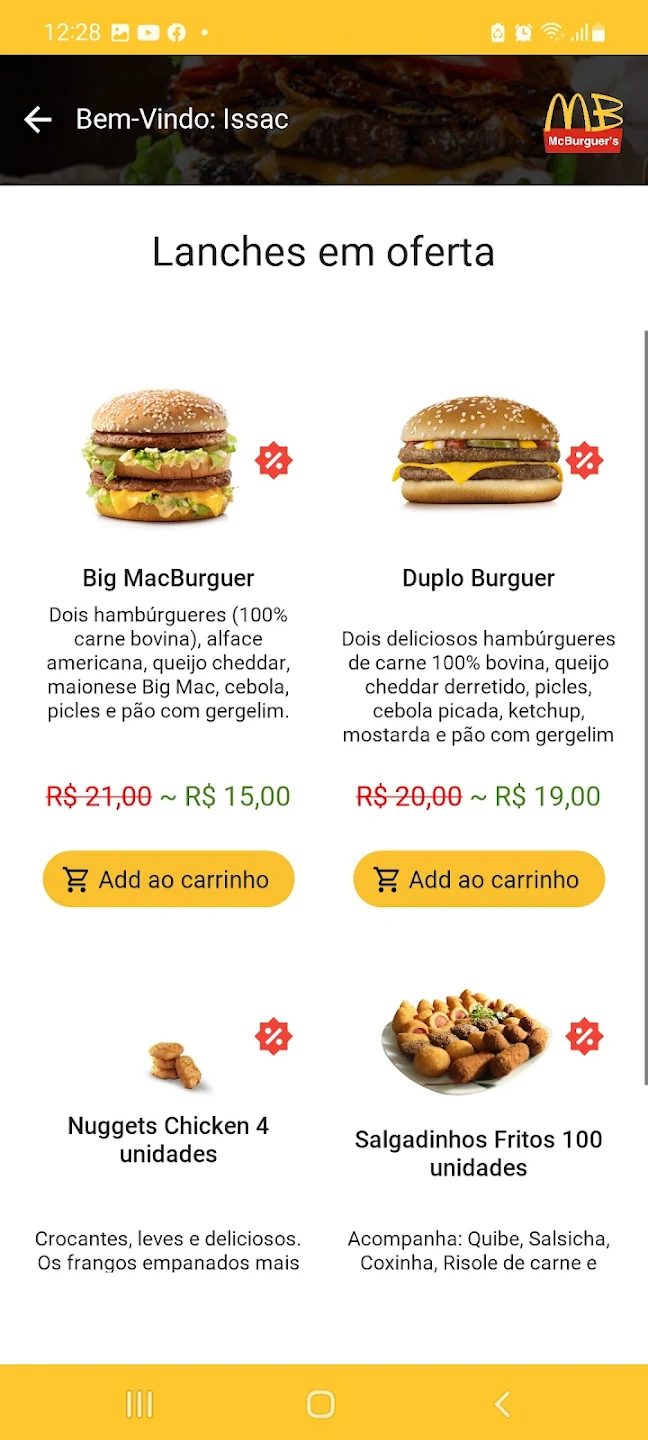 12:28
Bem-Vindo: Issac
MB
McBurguer's
Lanches em oferta
Big MacBurguer
Dois hambúrgueres (100%
carne bovina), alface
americana, queijo cheddar,
maionese Big Mac, cebola,
picles e pão com gergelim.
R$ 21,00 ~ R$ 15,00
Add ao carrinho
Duplo Burguer
Dois deliciosos hambúrgueres
de carne 100% bovina, queijo
cheddar derretido, picles,
cebola picada, ketchup,
mostarda e pão com gergelim
R$ 20,00 ~ R$ 19,00
Add ao carrinho
Nuggets Chicken 4
unidades
Crocantes, leves e deliciosos.
Os frangos empanados mais
Salgadinhos Fritos 100
unidades
Acompanha: Quibe, Salsicha,
Coxinha, Risole de carne e